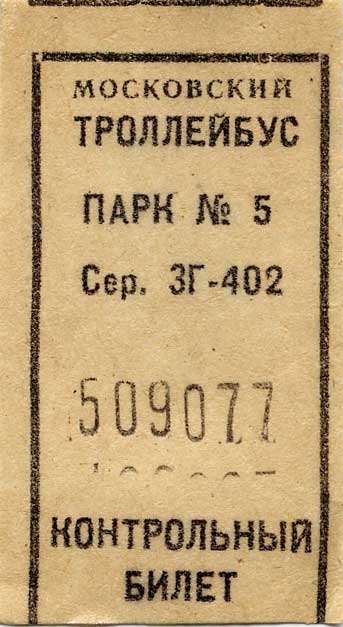 МОСКОВСКИЙ
ТРОЛЛЕЙБУС
ПАРК № 5
Сер. ЗГ-402
509077
КОНТРОЛЬНЫЙ
БИЛЕТ